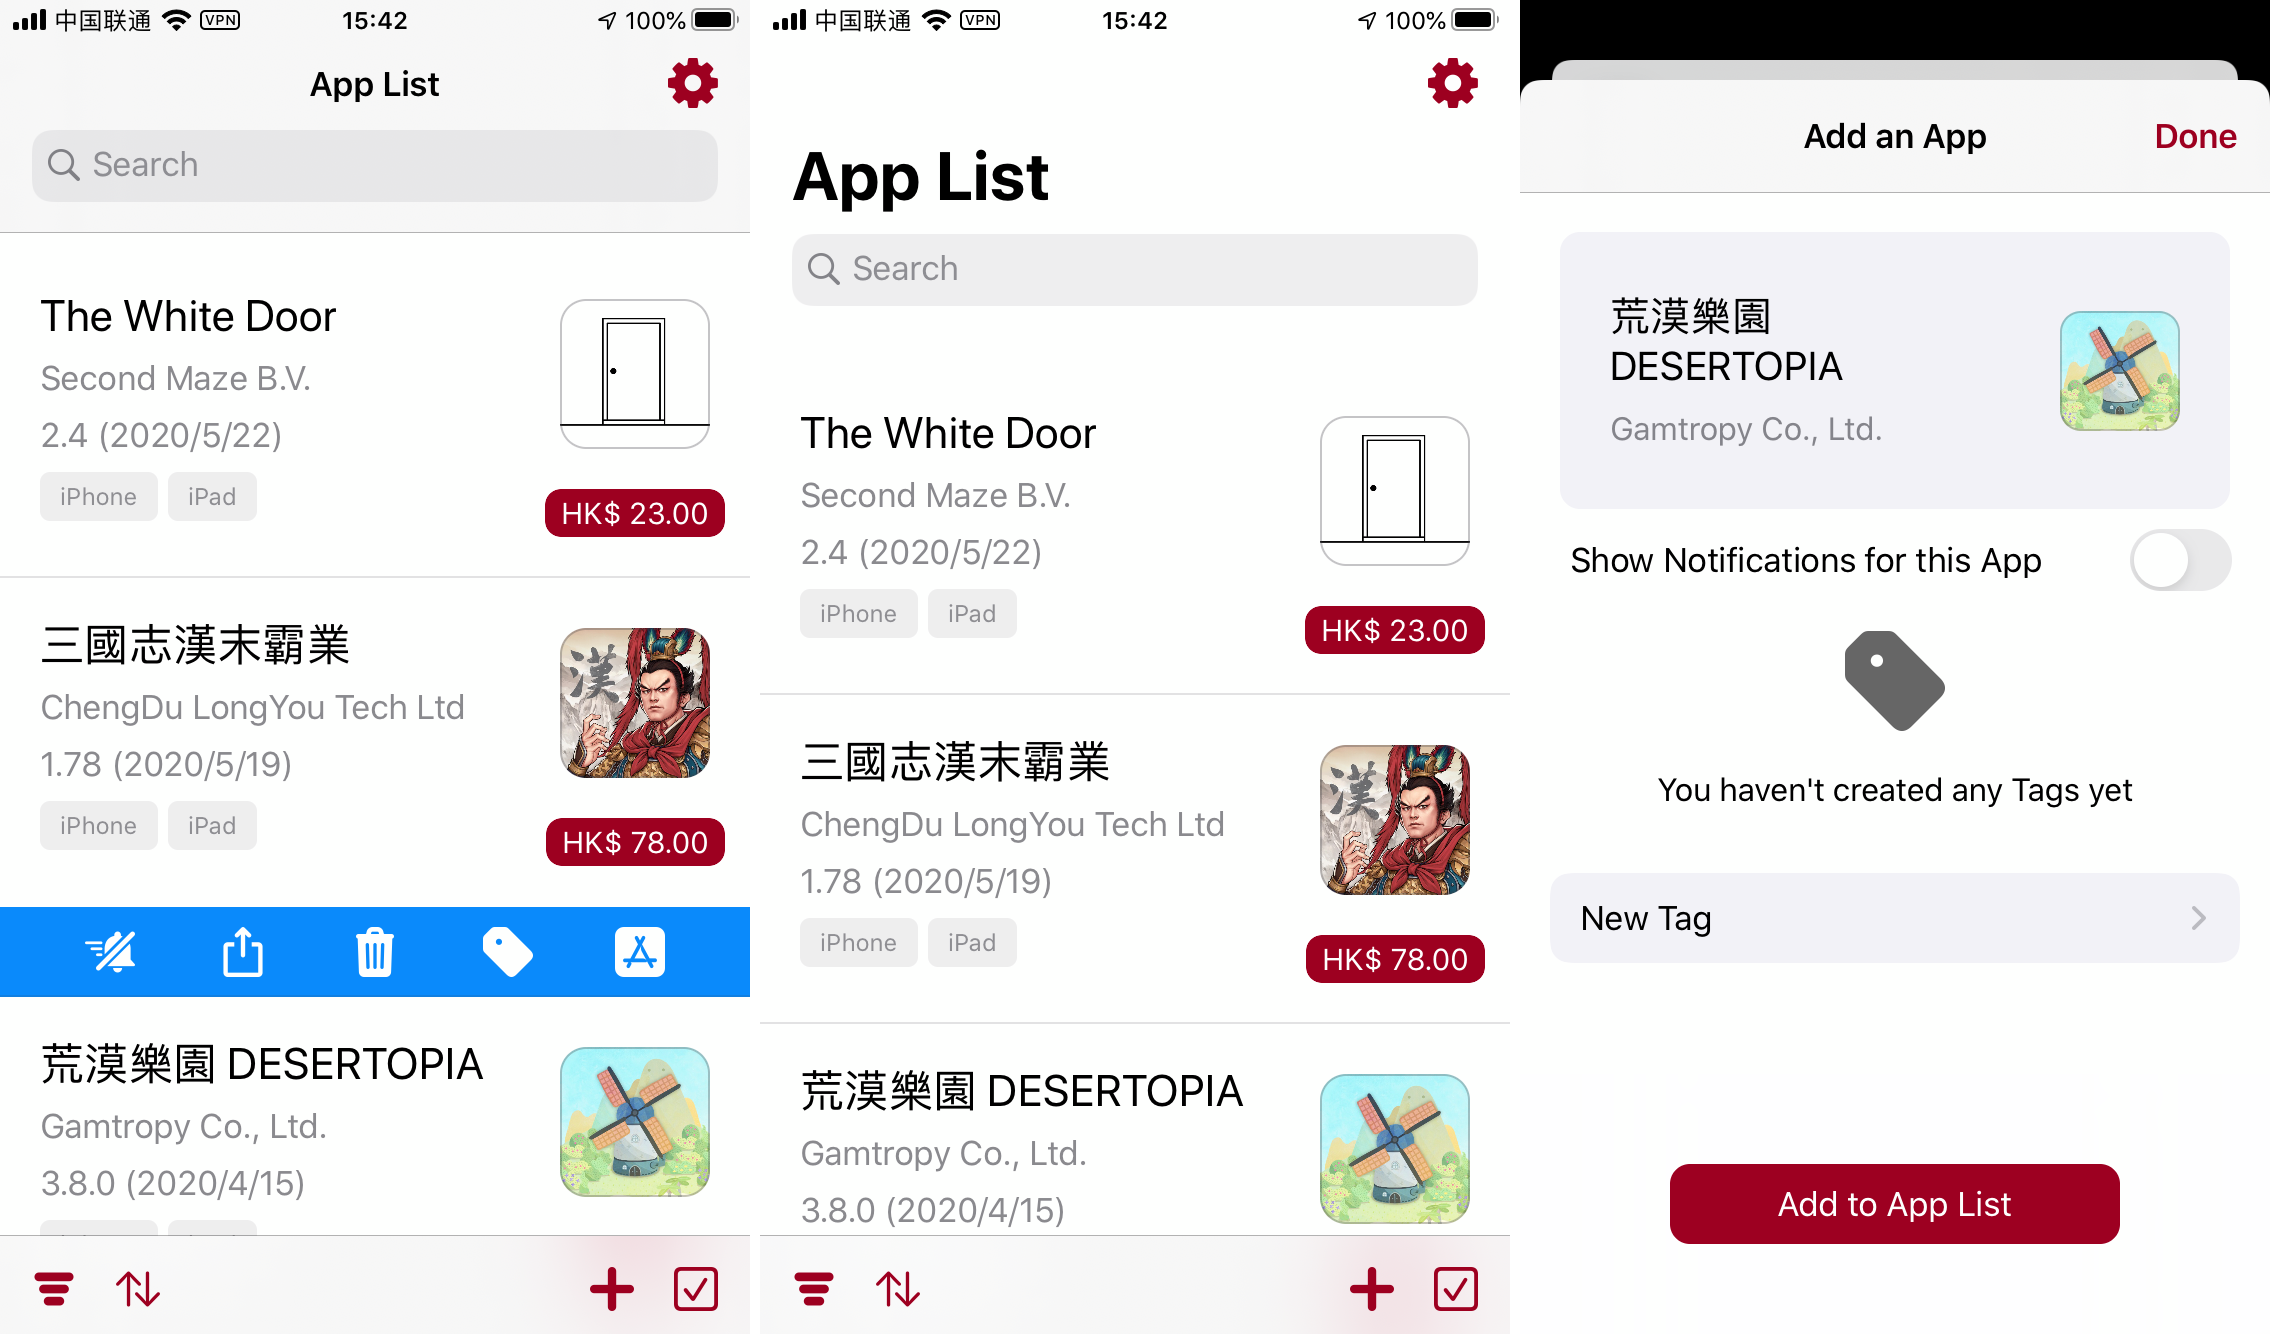 中国联通 VPN 15:42 100%
App List
Search
The White Door
Second Maze B.V.
2.4 (2020/5/22)
iPhone iPad
HK$ 23.00
三國志漢末霸業
ChengDu LongYou Tech Ltd
1.78 (2020/5/19)
iPhone iPad
HK$ 78.00
漢
荒漠樂園 DESERTOPIA
Gamtropy Co., Ltd.
3.8.0 (2020/4/15)
中国联通 VPN 15:42 100%
App List
Search
The White Door
Second Maze B.V.
2.4 (2020/5/22)
iPhone iPad
HK$ 23.00
三國志漢末霸業
ChengDu LongYou Tech Ltd
1.78 (2020/5/19)
iPhone iPad
HK$ 78.00
漢
荒漠樂園 DESERTOPIA
Gamtropy Co., Ltd.
3.8.0 (2020/4/15)
Add an App
Done
荒漠樂園
DESERTOPIA
Gamtropy Co., Ltd.
Show Notifications for this App
You haven't created any Tags yet
New Tag
Add to App List